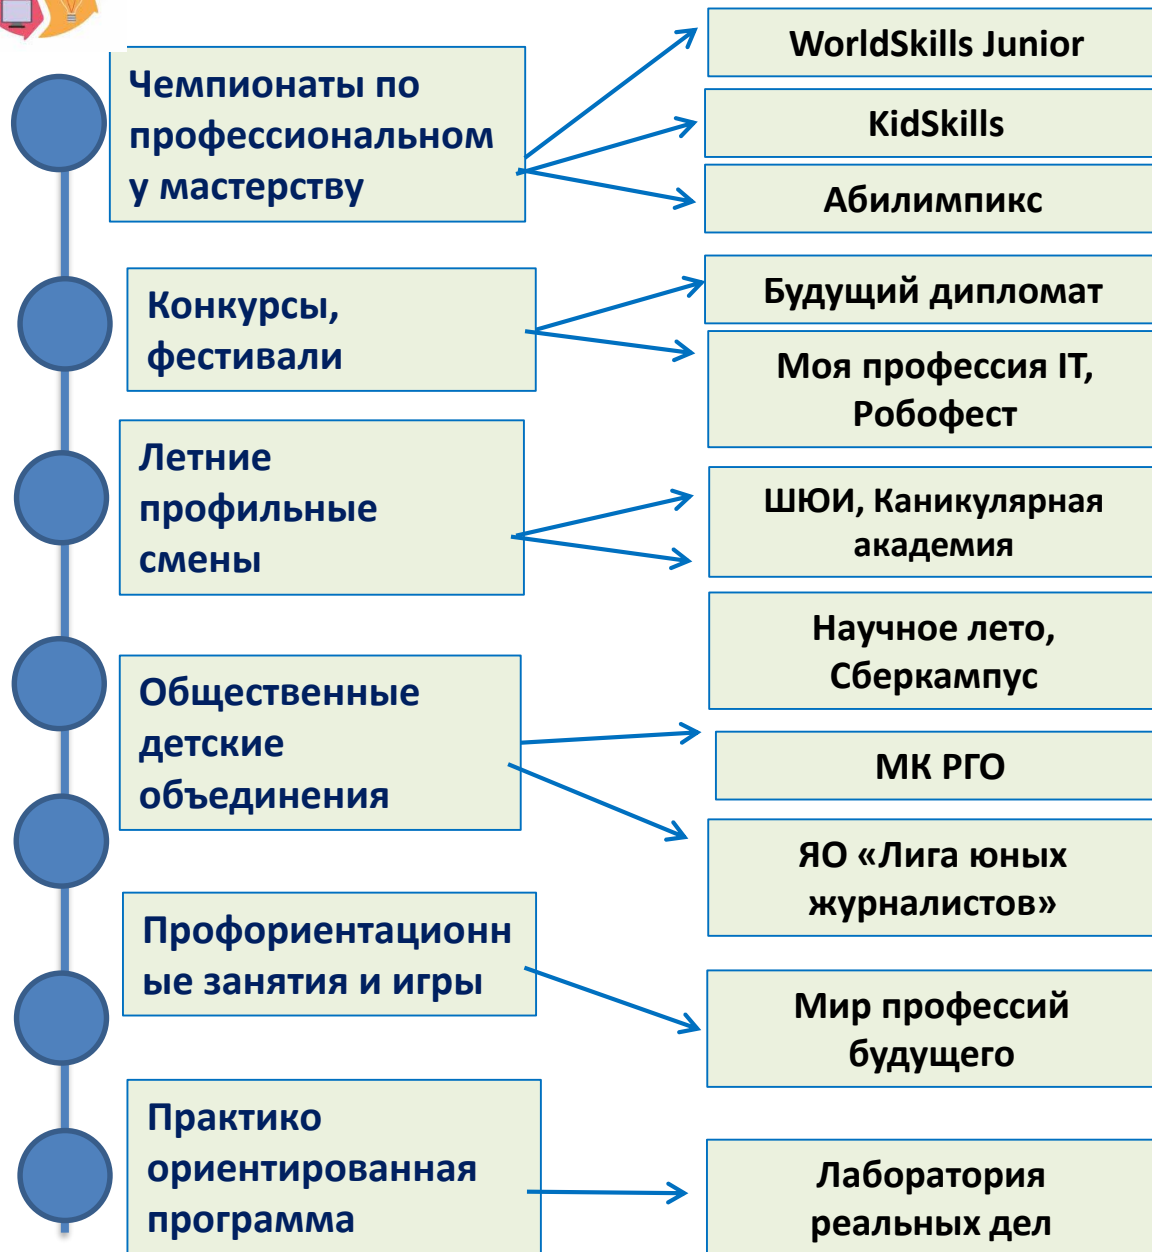 Чемпионаты по
профессиональном
у мастерству
WorldSkills Junior
KidSkills
Абилимпикс
Конкурсы,
фестивали
Будущий дипломат
Моя профессия IT,
Робофест
Летние
профильные
смены
ШЮИ, Каникулярная
академия
Научное лето,
Сберкампус
Общественные
детские
объединения
МК РГО
ЯО «Лига юных
журналистов»
Профориентационн
ые занятия и игры
Мир профессий
будущего
Практико
ориентированная
программа
Лаборатория
реальных дел